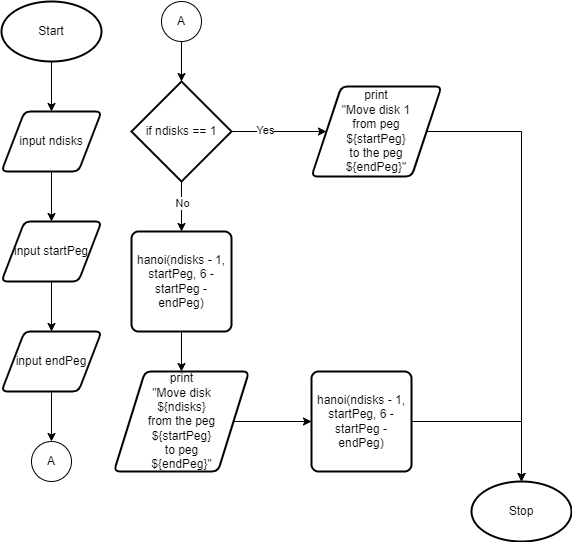 Start
input ndisks
input startPeg
input endPeg
A
A
if ndisks == 1
Yes
print
"Move disk 1
from peg
${startPeg}
to the peg
${endPeg}"
No
hanoi(ndisks - 1,
startPeg, 6 -
startPeg -
endPeg)
print
"Move disk
${ndisks}
from the peg
${startPeg}
to peg
${endPeg}"
hanoi(ndisks - 1,
startPeg, 6 -
startPeg -
endPeg)
Stop